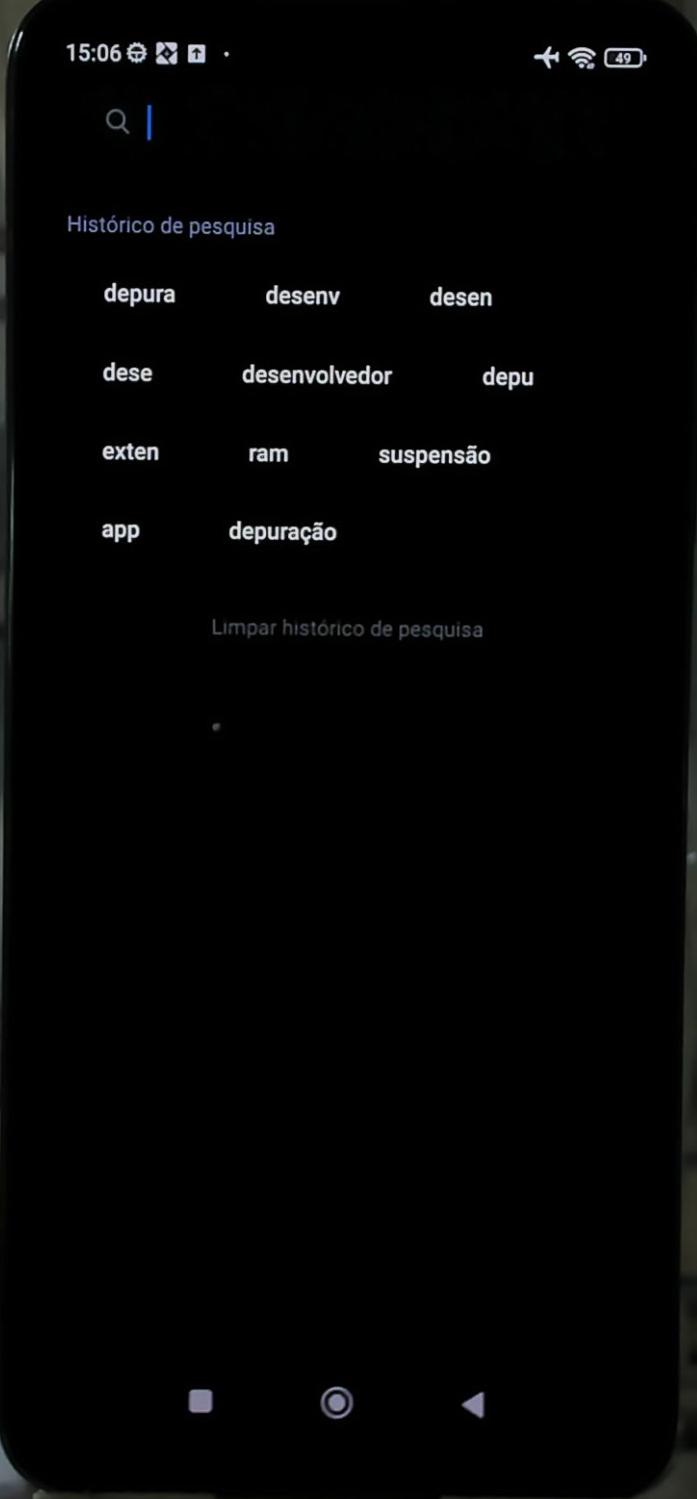 15:06 49
Histórico de pesquisa
depura desenv desen
dese desenvolvedor depu
exten ram suspensão
app depuração
Limpar histórico de pesquisa